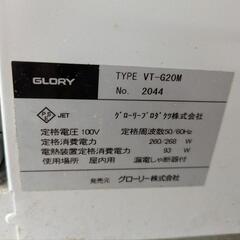 GLORY
TYPE VT-G20M
No. 2044
PS E JET
グローリープロダクツ株式会社
定格電圧 100V 定格周波数 50/60Hz
定格消費電力 260/268 W
電熱装置定格消費電力 93 W
使用場所 屋内用 漏電しゃ断器付
発売元 グローリー株式会社